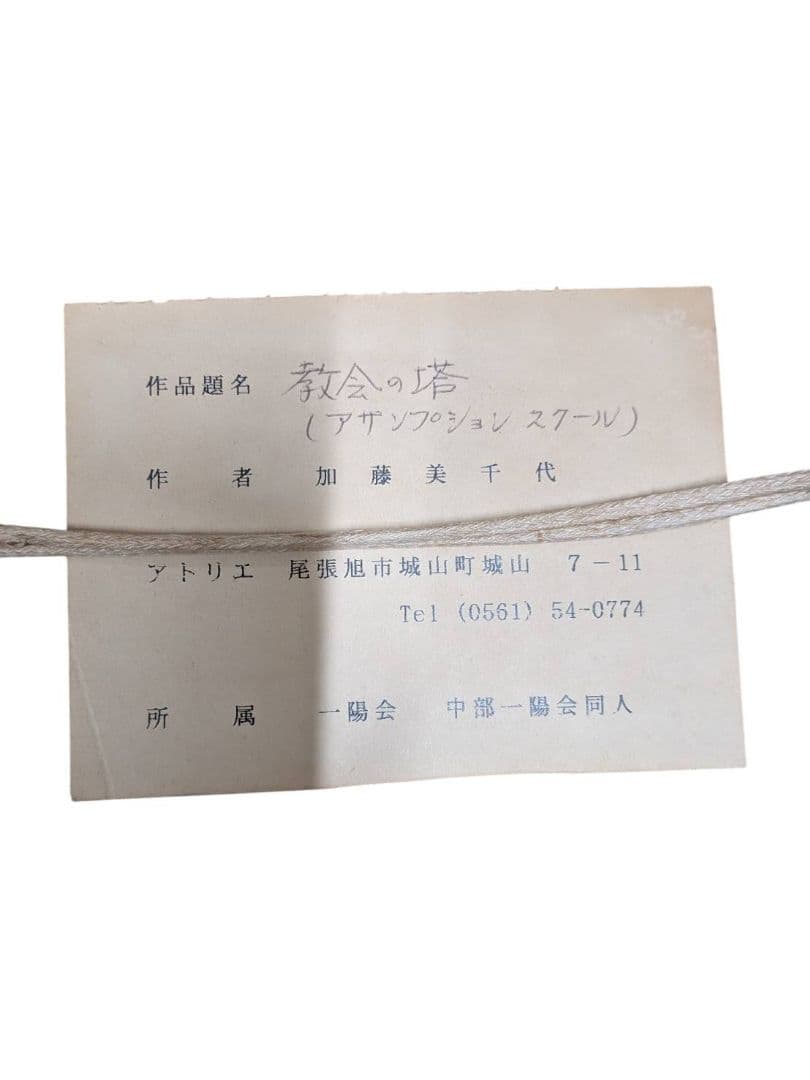 作品題名 教会の塔
(アサンプション スクール)
作者 加藤美千代
アトリエ 尾張旭市城山町城山 7-11
Tel (0561) 54-0774
所属 一陽会 中部一陽会同人